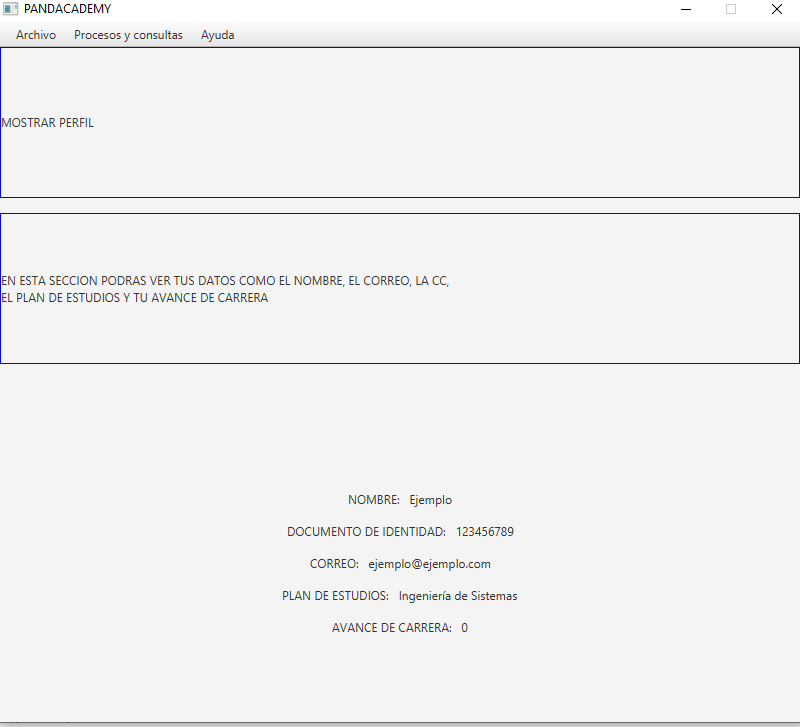 PANDACADEMY
Archivo Procesos y consultas Ayuda
MOSTRAR PERFIL
EN ESTA SECCION PODRAS VER TUS DATOS COMO EL NOMBRE, EL CORREO, LA CC,
EL PLAN DE ESTUDIOS Y TU AVANCE DE CARRERA
NOMBRE: Ejemplo
DOCUMENTO DE IDENTIDAD: 123456789
CORREO: ejemplo@ejemplo.com
PLAN DE ESTUDIOS: Ingeniería de Sistemas
AVANCE DE CARRERA: 0